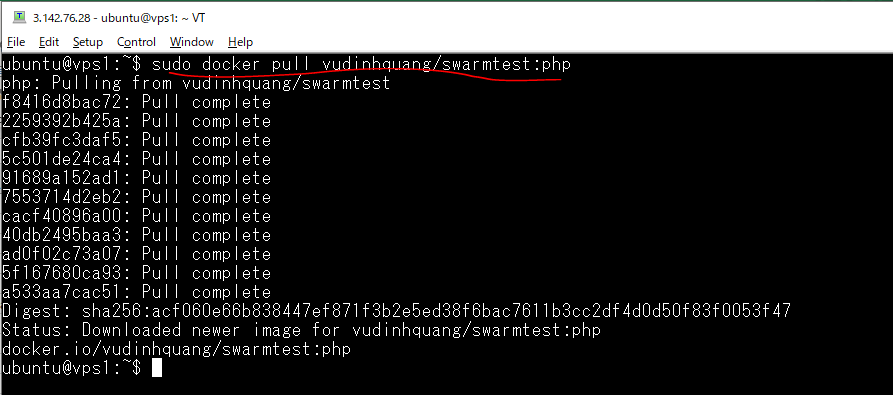 3.142.76.28 - ubuntu@vps1: ~ VT
File Edit Setup Control Window Help
ubuntu@vps1:~$ sudo docker pull vudinhquang/swarmtest:php
php: Pulling from vudinhquang/swarmtest
f8416d8bac72: Pull complete
2259392b425a: Pull complete
cfb39fc3daf5: Pull complete
5c501de24ca4: Pull complete
91689a152ad1: Pull complete
7553714d2eb2: Pull complete
cacf40896a00: Pull complete
40db2495baa3: Pull complete
ad0f02c73a07: Pull complete
5f167680ca93: Pull complete
a533aa7cac51: Pull complete
Digest: sha256:acf060e66b838447ef871f3b2e5ed38f6bac7611b3cc2df4d0d50f83f0053f47
Status: Downloaded newer image for vudinhquang/swarmtest:php
docker.io/vudinhquang/swarmtest:php
ubuntu@vps1:~$